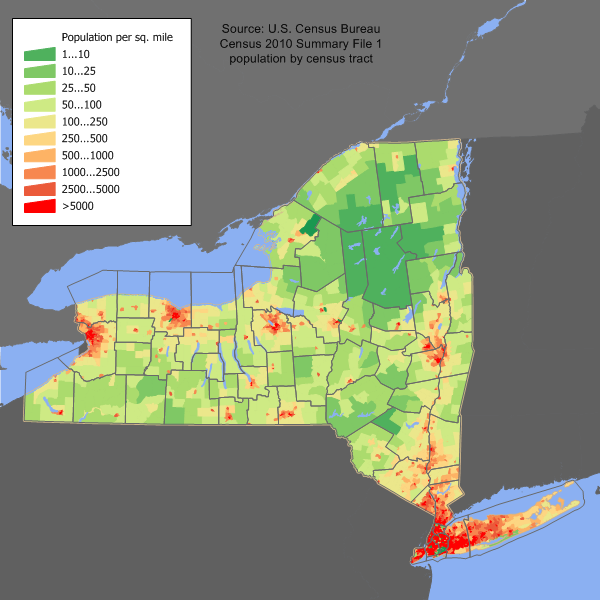 Population per sq. mile
1...10
10...25
25...50
50...100
100...250
250...500
500...1000
1000...2500
2500...5000
>5000
Source: U.S. Census Bureau
Census 2010 Summary File 1
population by census tract